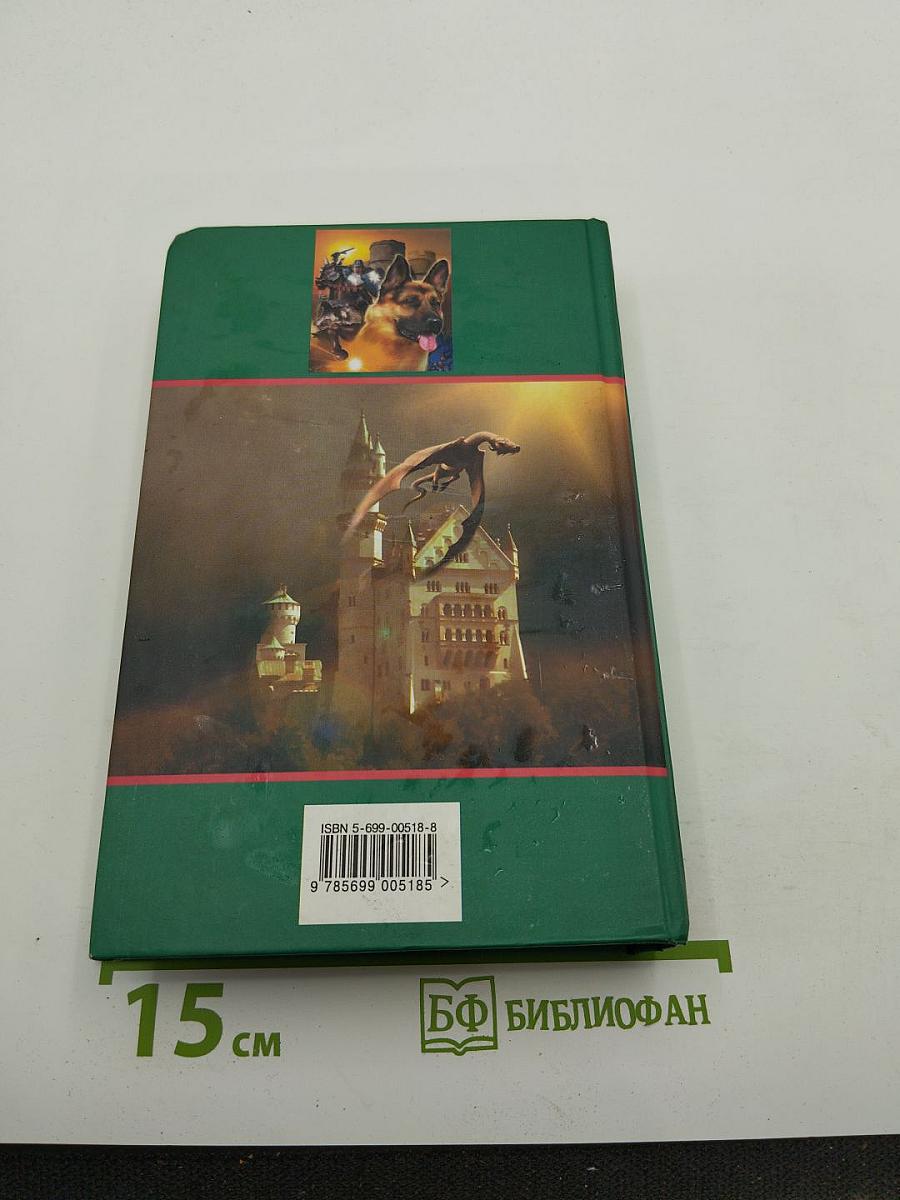 ISBN 5-699-00518-8
9 785699 005185 >
15 см
БФ БИБЛИОФАН